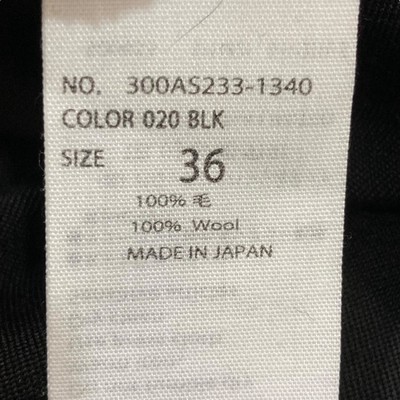 NO. 300AS233-1340
COLOR 020 BLK
SIZE 36
100% 毛
100% Wool
MADE IN JAPAN